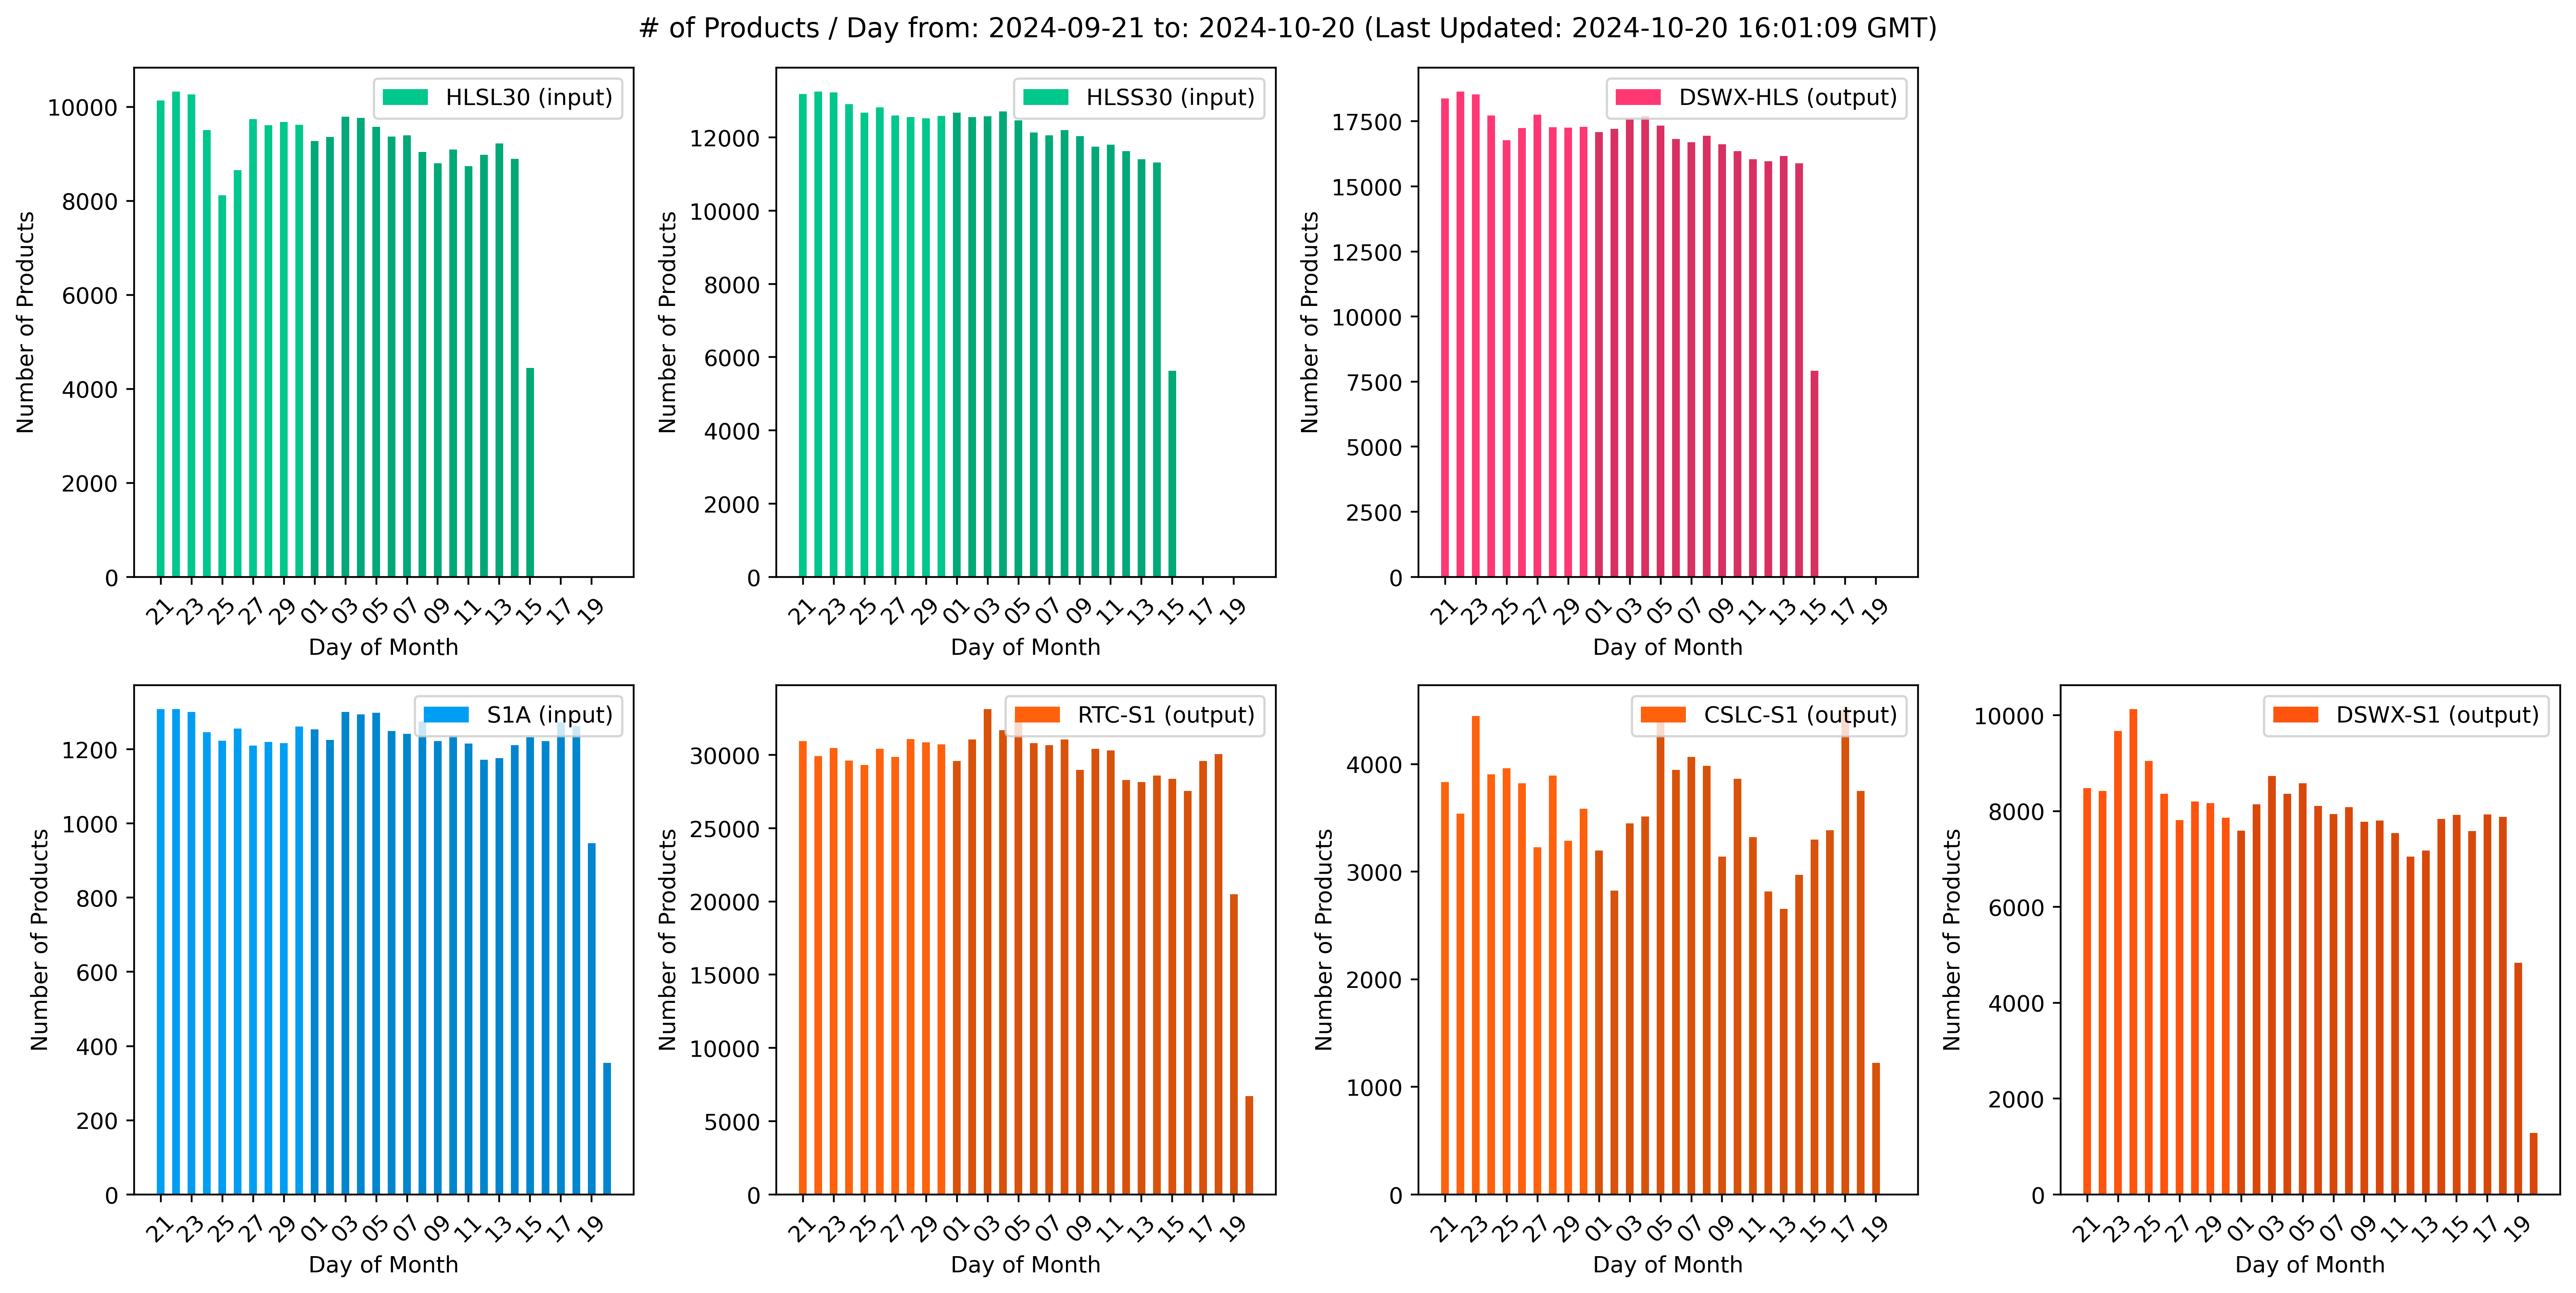 # of Products / Day from: 2024-09-21 to: 2024-10-20 (Last Updated: 2024-10-20 16:01:09 GMT)
HLSL30 (input)
Number of Products
10000
8000
6000
4000
2000
0
21 23 25 27 29 01 03 05 07 09 11 13 15 17 19
Day of Month
HLSS30 (input)
Number of Products
12000
10000
8000
6000
4000
2000
0
21 23 25 27 29 01 03 05 07 09 11 13 15 17 19
Day of Month
DSWX-HLS (output)
Number of Products
17500
15000
12500
10000
7500
5000
2500
0
21 23 25 27 29 01 03 05 07 09 11 13 15 17 19
Day of Month
S1A (input)
Number of Products
1200
1000
800
600
400
200
0
21 23 25 27 29 01 03 05 07 09 11 13 15 17 19
Day of Month
RTC-S1 (output)
Number of Products
30000
25000
20000
15000
10000
5000
0
21 23 25 27 29 01 03 05 07 09 11 13 15 17 19
Day of Month
CSLC-S1 (output)
Number of Products
4000
3000
2000
1000
0
21 23 25 27 29 01 03 05 07 09 11 13 15 17 19
Day of Month
DSWX-S1 (output)
Number of Products
10000
8000
6000
4000
2000
0
21 23 25 27 29 01 03 05 07 09 11 13 15 17 19
Day of Month